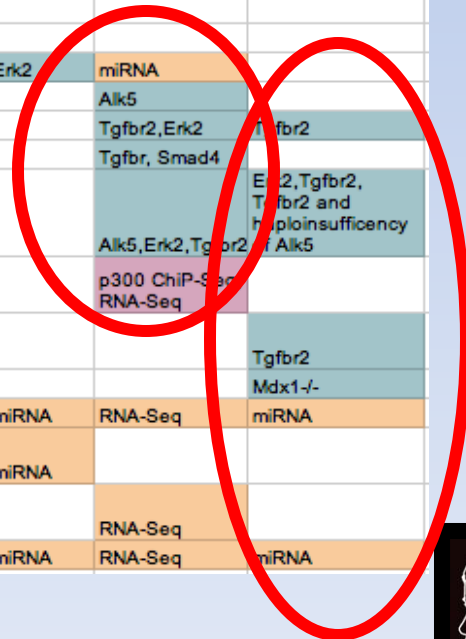 Erk2 miRNA
Alk5
Tgfbr2,Erk2 Tgfbr2
Tgfbr, Smad4
Erk2,Tgfbr2,
Tgfbr2 and
haploinsufficency
Alk5,Erk2,Tgfbr2 of Alk5
p300 ChiP-Seq
RNA-Seq
Tgfbr2
Mdx1-/-
miRNA RNA-Seq miRNA
miRNA
RNA-Seq
miRNA RNA-Seq miRNA